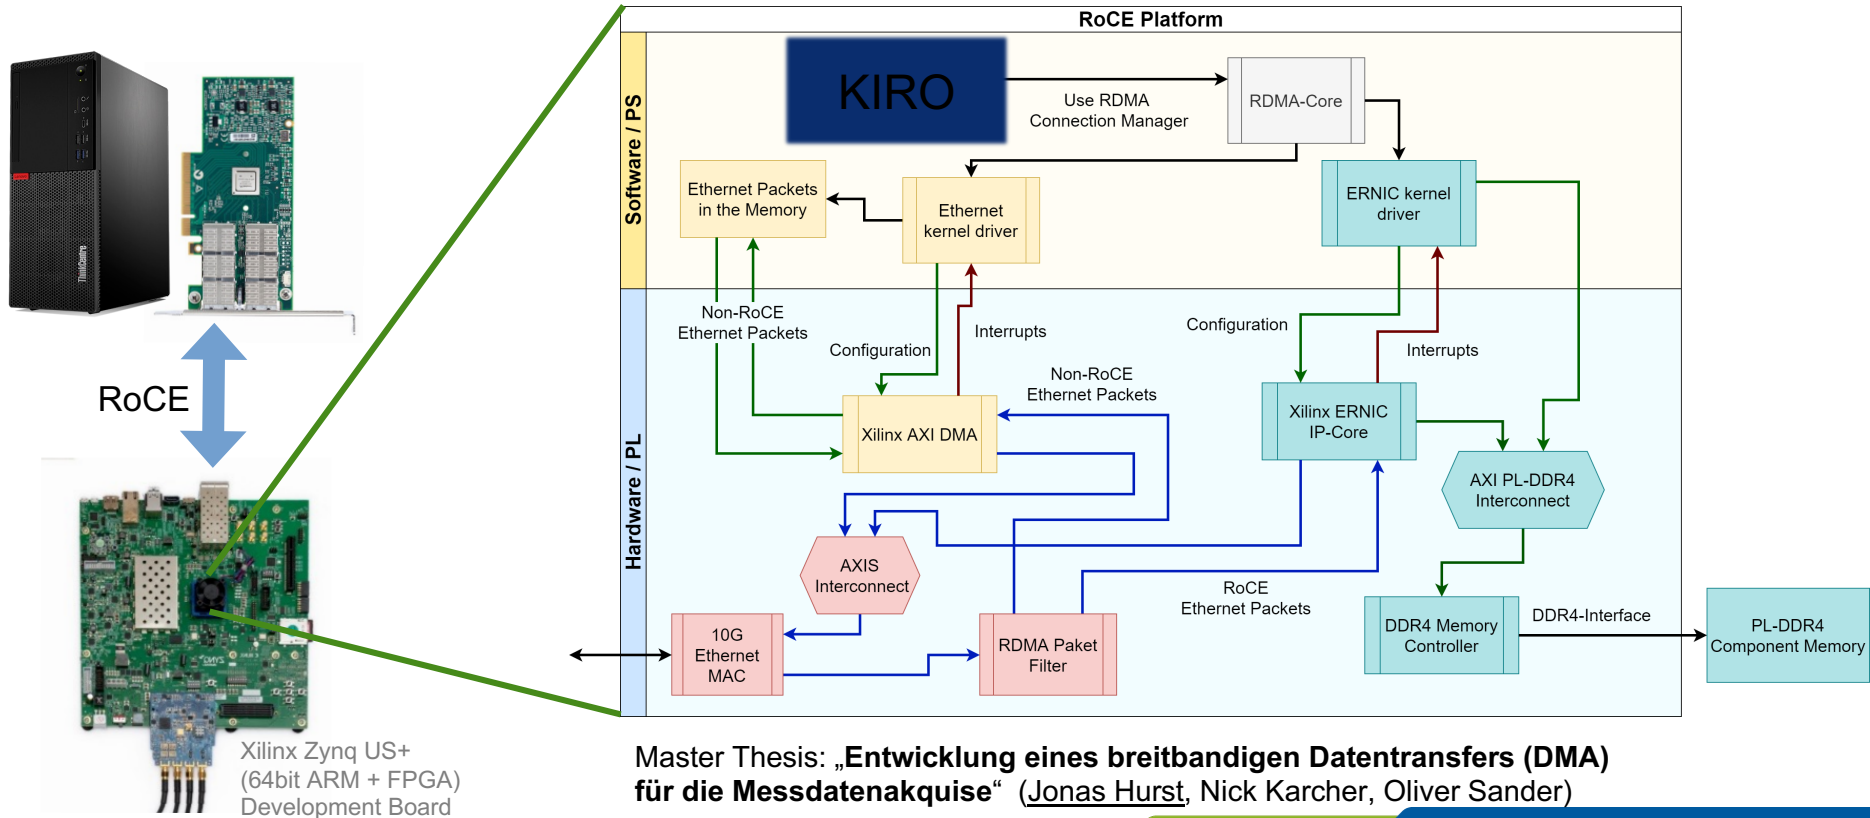 RoCE Platform
Software / PS
KIRO
Use RDMA
Connection Manager
RDMA-Core
Ethernet Packets
in the Memory
Ethernet
kernel driver
ERNIC kernel
driver
ThinkCentre
RoCE
Hardware / PL
Non-RoCE
Ethernet Packets
Configuration
Interrupts
Non-RoCE
Ethernet Packets
Configuration
Interrupts
Xilinx AXI DMA
Xilinx ERNIC
IP-Core
AXI PL-DDR4
Interconnect
AXIS
Interconnect
RoCE
Ethernet Packets
10G
Ethernet
MAC
RDMA Paket
Filter
DDR4 Memory
Controller
DDR4-Interface
PL-DDR4
Component Memory
Xilinx Zynq US+
(64bit ARM + FPGA)
Development Board
Master Thesis: „Entwicklung eines breitbandigen Datentransfers (DMA)
für die Messdatenakquise“ (Jonas Hurst, Nick Karcher, Oliver Sander)